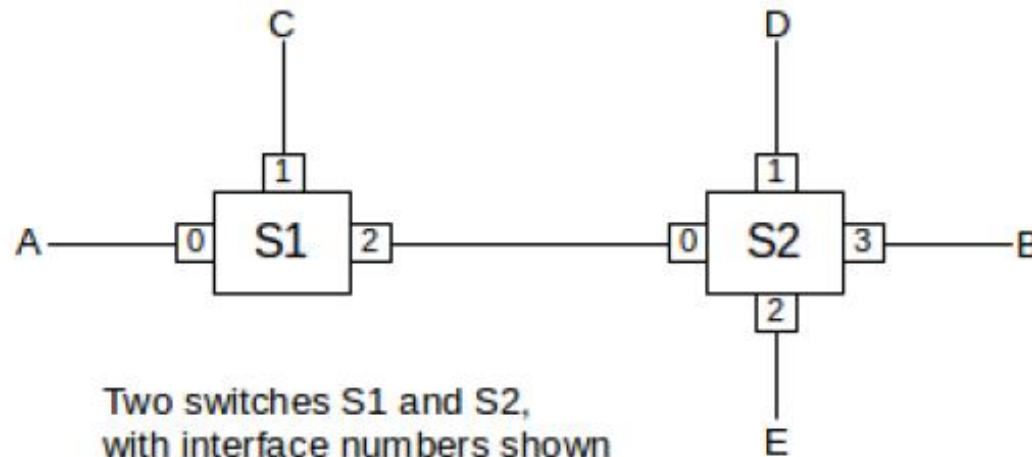 C
D
1
1
A
0
S1
2
0
S2
3
B
2
Two switches S1 and S2,
with interface numbers shown
E